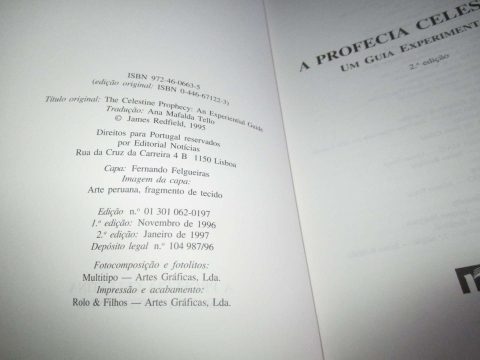 ISBN 972-46-0663-5
(edição original: ISBN 0-446-67122-3)
Título original: The Celestine Prophecy: An Experiential Guide
Tradução: Ana Mafalda Tello
© James Redfield, 1995
Direitos para Portugal reservados
por Editorial Notícias
Rua da Cruz da Carreira 4 B 1150 Lisboa
Capa: Fernando Felgueiras
Imagem da capa:
Arte peruana, fragmento de tecido
Edição n.º 01 301 062-0197
1.ª edição: Novembro de 1996
2.ª edição: Janeiro de 1997
Depósito legal n.º 104 987/96
Fotocomposição e fotolitos:
Multitipo — Artes Gráficas, Lda.
Impressão e acabamento:
Rolo & Filhos — Artes Gráficas, Lda.
A PROFECIA CELES
UM GUIA EXPERIMENT
2.ª edição